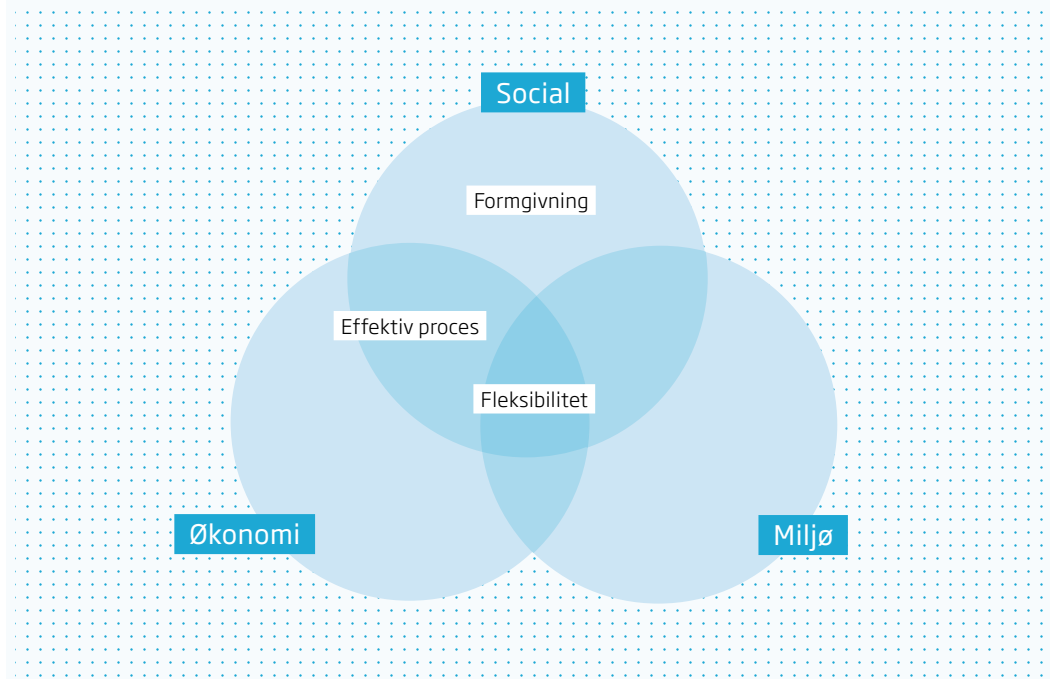 Social
Formgivning
Effektiv proces
Fleksibilitet
Økonomi
Miljø